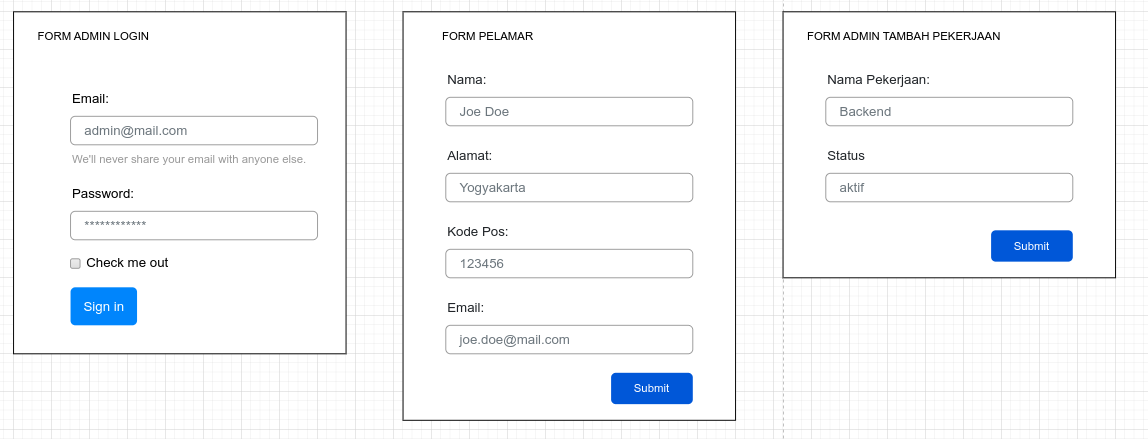 FORM ADMIN LOGIN
Email:
admin@mail.com
We'll never share your email with anyone else.
Password:
************
Check me out
Sign in
FORM PELAMAR
Nama:
Joe Doe
Alamat:
Yogyakarta
Kode Pos:
123456
Email:
joe.doe@mail.com
Submit
FORM ADMIN TAMBAH PEKERJAAN
Nama Pekerjaan:
Backend
Status
aktif
Submit